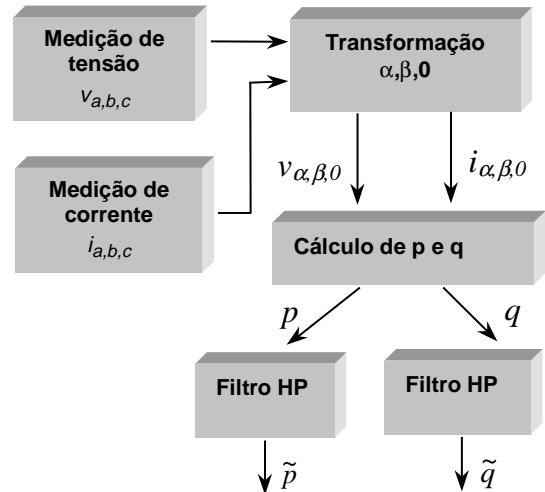 Medição de
tensão
v_{a,b,c}
Transformação
α,β,0
Medição de
corrente
i_{a,b,c}
v_{α,β,0}
i_{α,β,0}
Cálculo de p e q
p
q
Filtro HP
Filtro HP
p̃
q̃